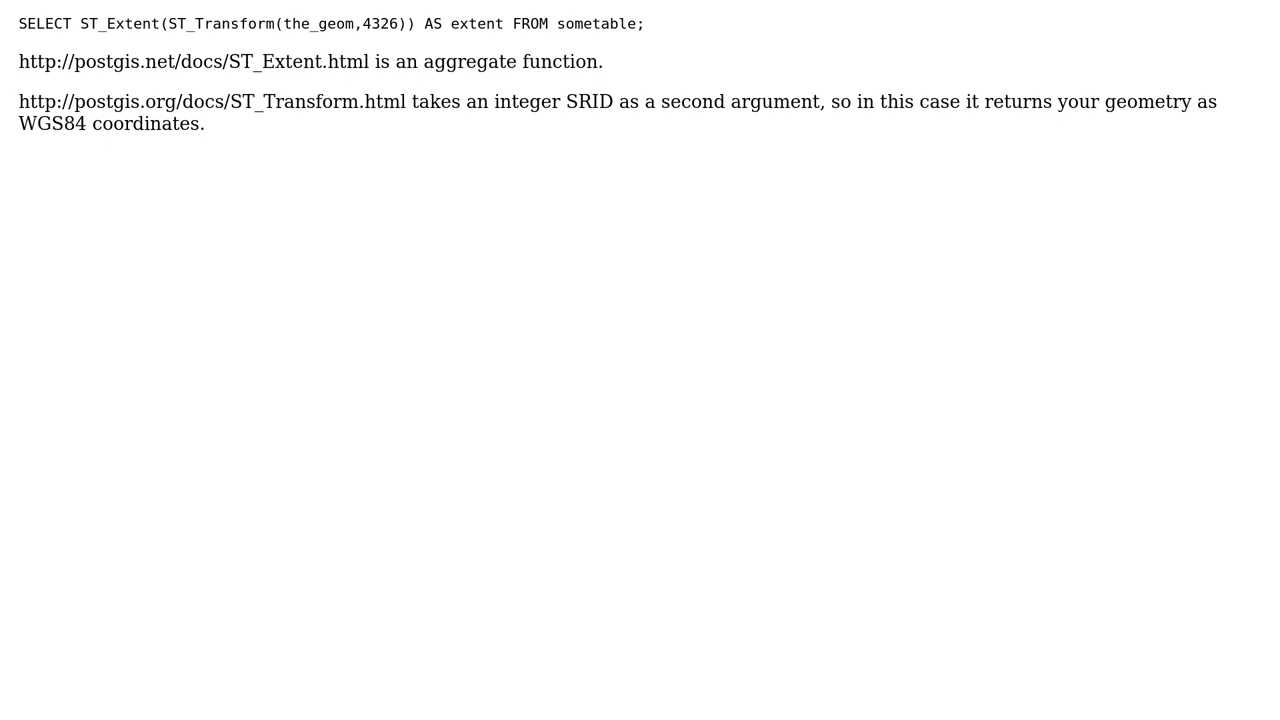 SELECT ST_Extent(ST_Transform(the_geom,4326)) AS extent FROM sometable;
http://postgis.net/docs/ST_Extent.html is an aggregate function.
http://postgis.org/docs/ST_Transform.html takes an integer SRID as a second argument, so in this case it returns your geometry as
WGS84 coordinates.